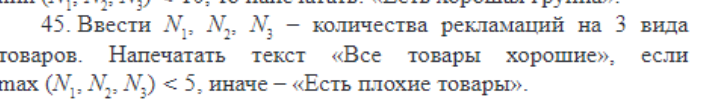 45. Ввести N₁, N₂, N₃ – количества рекламаций на 3 вида
товаров. Напечатать текст «Все товары хорошие», если
max (N₁, N₂, N₃) < 5, иначе – «Есть плохие товары».